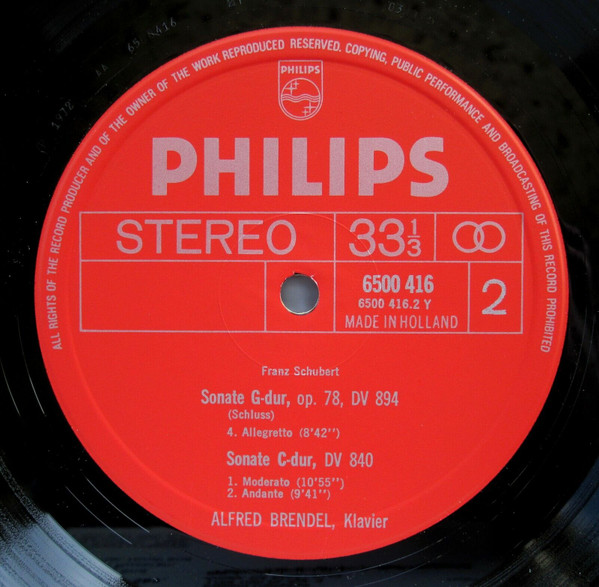 ALL RIGHTS OF THE RECORD PRODUCER AND OF THE OWNER OF THE WORK REPRODUCED RESERVED. COPYING, PUBLIC PERFORMANCE AND BROADCASTING OF THIS RECORD PROHIBITED
PHILIPS
PHILIPS
STEREO 33 1/3
6500 416
6500 416.2 Y
MADE IN HOLLAND
2
Franz Schubert
Sonate G-dur, op. 78, DV 894
(Schluss)
4. Allegretto (8'42'')
Sonate C-dur, DV 840
1. Moderato (10'55'')
2. Andante (9'41'')
ALFRED BRENDEL, Klavier